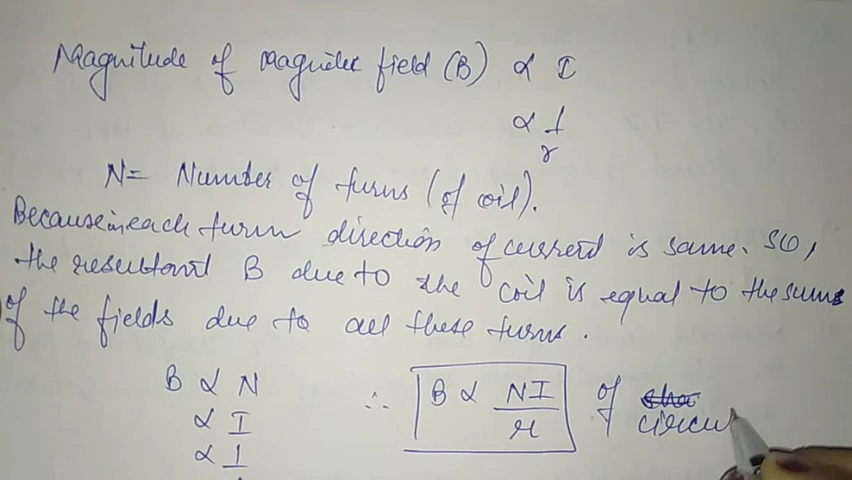 Magnitude of magnetic field (B) ∝ I
∝ 1/r
N = Number of turns (of coil).
Because in each turn direction of current is same. so,
the resultant B due to the coil is equal to the sum
of the fields due to all these turns.
B ∝ N ∴ B ∝ NI/r of
∝ I circu
∝ 1